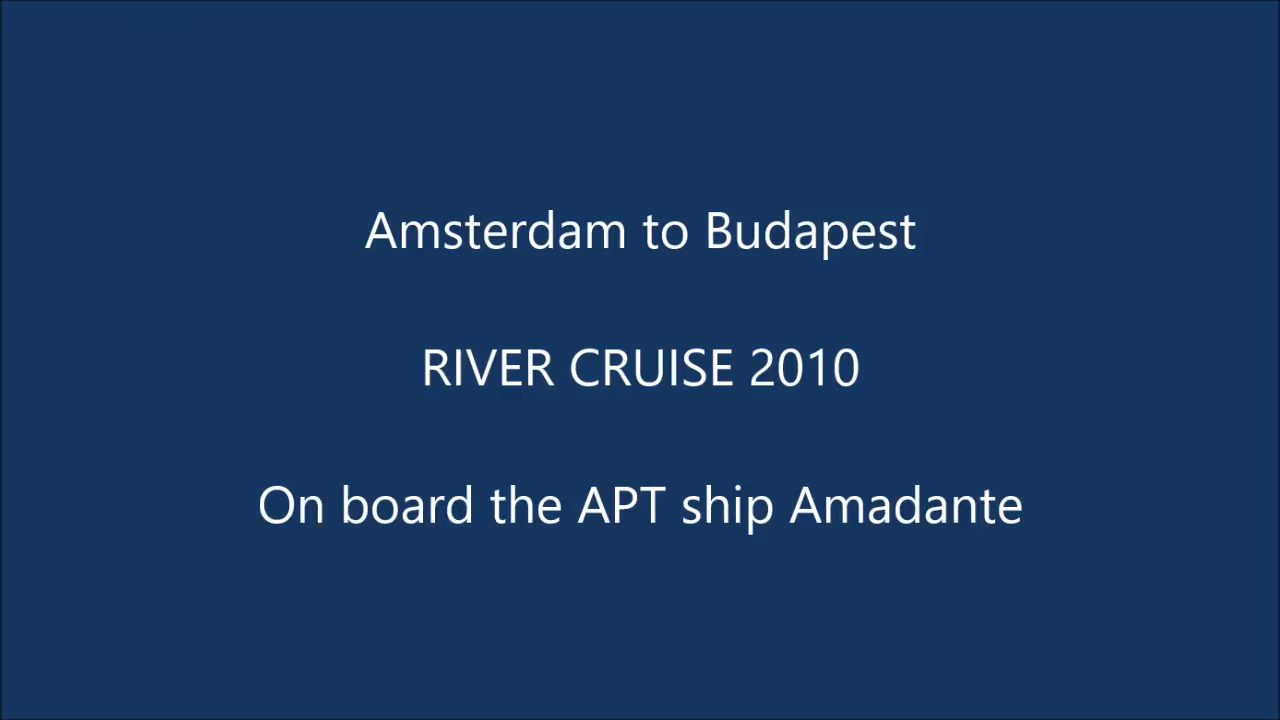 Amsterdam to Budapest
RIVER CRUISE 2010
On board the APT ship Amadante